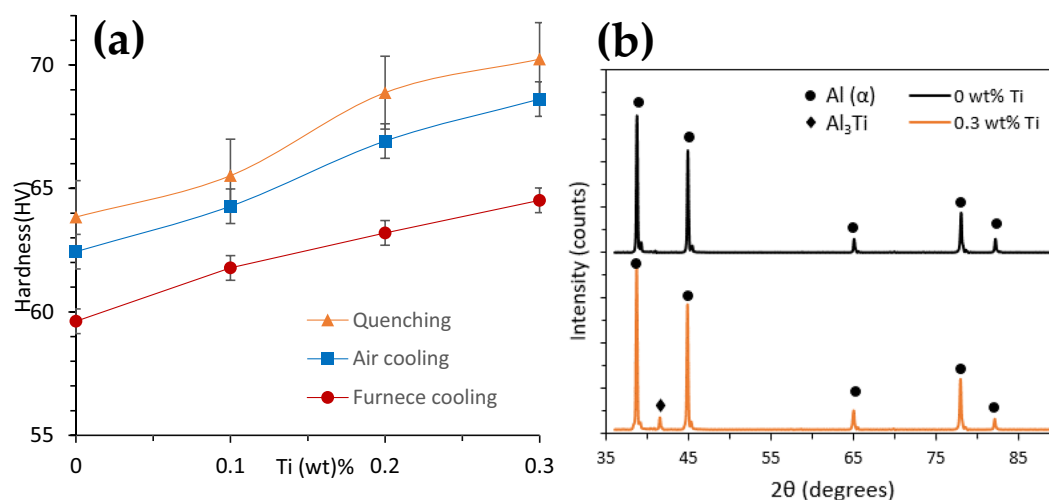 (a)
70
65
60
55
Hardness(HV)
Quenching
Air cooling
Furnece cooling
0
0.1
0.2
0.3
Ti (wt)%
(b)
Al (α)
0 wt% Ti
Al₃Ti
0.3 wt% Ti
Intensity (counts)
35
45
55
65
75
85
2θ (degrees)